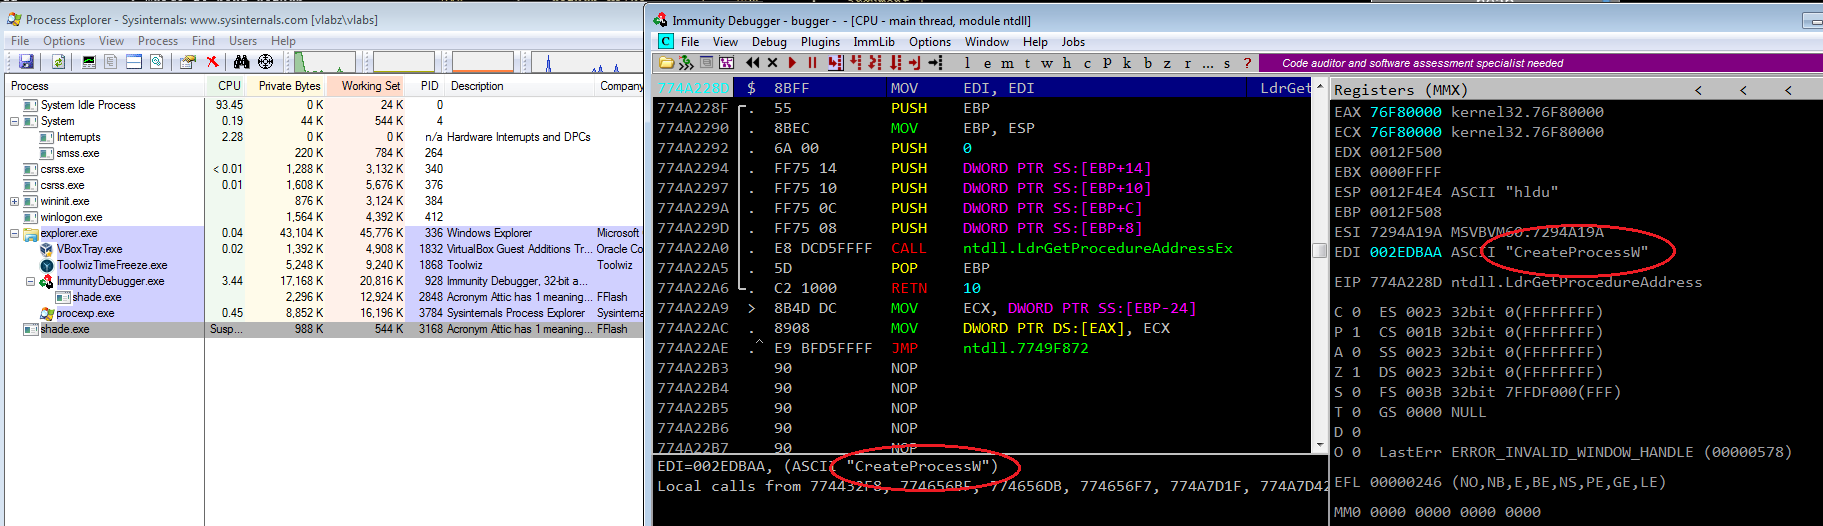 Process Explorer - Sysinternals: www.sysinternals.com [vlabz\vlabs]
File Options View Process Find Users Help
Process CPU Private Bytes Working Set PID Description Company
System Idle Process 93.45 0 K 24 K 0
System 0.19 44 K 544 K 4
Interrupts 2.28 0 K 0 K n/a Hardware Interrupts and DPCs
smss.exe 220 K 784 K 264
csrss.exe < 0.01 1,288 K 3,132 K 340
csrss.exe 0.01 1,608 K 5,676 K 376
wininit.exe 876 K 3,124 K 384
winlogon.exe 1,564 K 4,392 K 412
explorer.exe 0.04 43,104 K 45,776 K 336 Windows Explorer Microsoft
VBoxTray.exe 0.02 1,392 K 4,908 K 1832 VirtualBox Guest Additions Tr... Oracle Co
ToolwizTimeFreeze.exe 5,248 K 9,240 K 1868 Toolwiz Toolwiz
ImmunityDebugger.exe 3.44 17,168 K 20,816 K 928 Immunity Debugger, 32-bit a...
shade.exe 2,296 K 12,924 K 2848 Acronym Attic has 1 meaning... FFlash
procexp.exe 0.45 8,852 K 16,196 K 3784 Sysinternals Process Explorer Sysinterna
shade.exe Susp... 988 K 544 K 3168 Acronym Attic has 1 meaning... FFlash
Immunity Debugger - bugger - - [CPU - main thread, module ntdll]
C File View Debug Plugins ImmLib Options Window Help Jobs
l e m t w h c p k b z r ... s ? Code auditor and software assessment specialist needed
774A228D $ 8BFF MOV EDI, EDI LdrGet
774A228F . 55 PUSH EBP
774A2290 . 8BEC MOV EBP, ESP
774A2292 . 6A 00 PUSH 0
774A2294 . FF75 14 PUSH DWORD PTR SS:[EBP+14]
774A2297 . FF75 10 PUSH DWORD PTR SS:[EBP+10]
774A229A . FF75 0C PUSH DWORD PTR SS:[EBP+C]
774A229D . FF75 08 PUSH DWORD PTR SS:[EBP+8]
774A22A0 . E8 DCD5FFFF CALL ntdll.LdrGetProcedureAddressEx
774A22A5 . 5D POP EBP
774A22A6 . C2 1000 RETN 10
774A22A9 > 8B4D DC MOV ECX, DWORD PTR SS:[EBP-24]
774A22AC . 8908 MOV DWORD PTR DS:[EAX], ECX
774A22AE .^ E9 BFD5FFFF JMP ntdll.7749F872
774A22B3 90 NOP
774A22B4 90 NOP
774A22B5 90 NOP
774A22B6 90 NOP
774A22B7 90 NOP
EDI=002EDBAA, (ASCII "CreateProcessW")
Local calls from 774432F8, 774656BF, 774656DB, 774656F7, 774A7D1F, 774A7D42
Registers (MMX) < < <
EAX 76F80000 kernel32.76F80000
ECX 76F80000 kernel32.76F80000
EDX 0012F500
EBX 0000FFFF
ESP 0012F4E4 ASCII "hldu"
EBP 0012F508
ESI 7294A19A MSVBVM60.7294A19A
EDI 002EDBAA ASCII "CreateProcessW"
EIP 774A228D ntdll.LdrGetProcedureAddress
C 0 ES 0023 32bit 0(FFFFFFFF)
P 1 CS 001B 32bit 0(FFFFFFFF)
A 0 SS 0023 32bit 0(FFFFFFFF)
Z 1 DS 0023 32bit 0(FFFFFFFF)
S 0 FS 003B 32bit 7FFDF000(FFF)
T 0 GS 0000 NULL
D 0
O 0 LastErr ERROR_INVALID_WINDOW_HANDLE (00000578)
EFL 00000246 (NO,NB,E,BE,NS,PE,GE,LE)
MM0 0000 0000 0000 0000